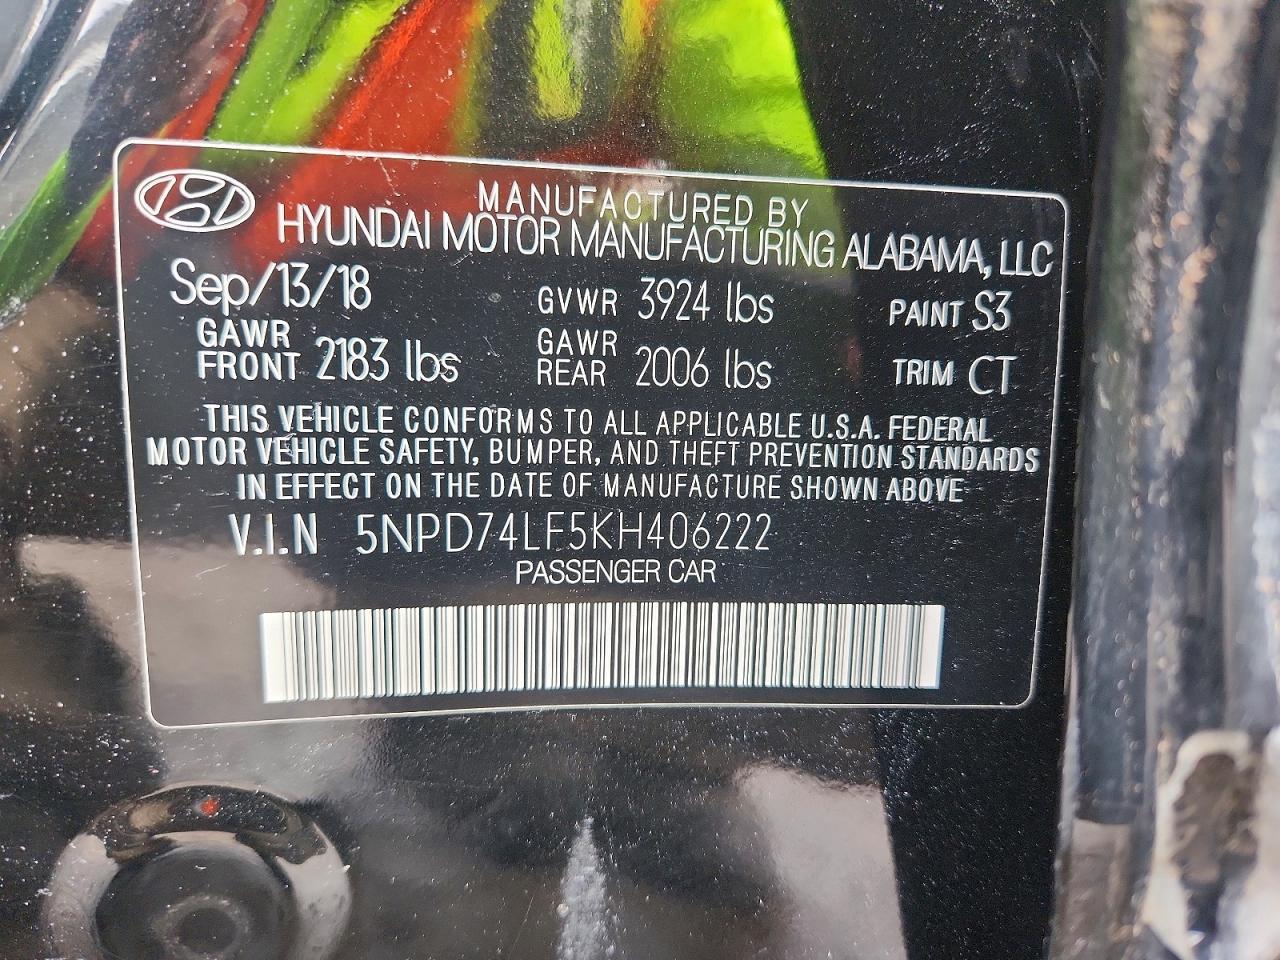 MANUFACTURED BY
HYUNDAI MOTOR MANUFACTURING ALABAMA, LLC
Sep/13/18 GVWR 3924 lbs PAINT S3
GAWR FRONT 2183 lbs GAWR REAR 2006 lbs TRIM CT
THIS VEHICLE CONFORMS TO ALL APPLICABLE U.S.A. FEDERAL
MOTOR VEHICLE SAFETY, BUMPER, AND THEFT PREVENTION STANDARDS
IN EFFECT ON THE DATE OF MANUFACTURE SHOWN ABOVE
V.I.N 5NPD74LF5KH406222
PASSENGER CAR